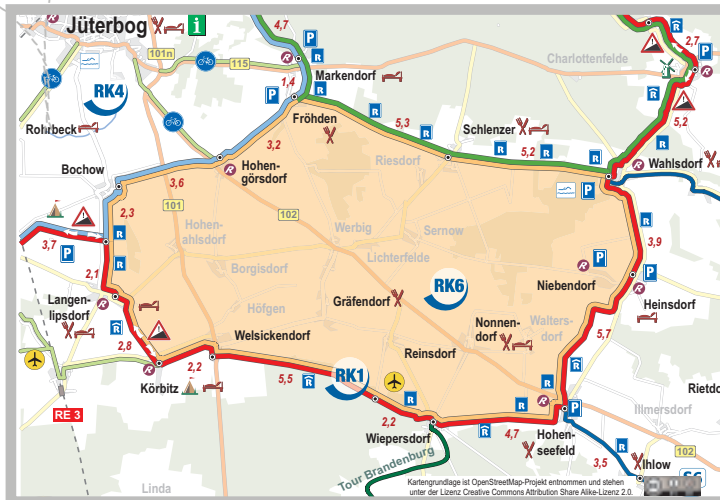 Jüterbog
i
4,7
P
R
101n
115
1,4
R
Markendorf
RK4
P
Fröhden
Rohrbeck
3,2
R
5,3
R
Schlenzer
5,2
R
R
R
Charlottenfelde
R
2,7
R
R
5,2
R
Wahlsdorf
R
Bochow
3,6
R
Hohen-
görsdorf
Riesdorf
P
2,3
101
102
R
3,7
P
R
Hohen-
ahlsdorf
Werbig
Sernow
Lichterfelde
R
3,9
R
2,1
R
Borgisdorf
RK6
R
P
Niebendorf
R
Heinsdorf
Langen-
lipsdorf
R
Höfgen
Gräfendorf
Nonnen-
dorf
R
Walters-
dorf
5,7
R
2,8
R
Welsickendorf
Reinsdorf
R
Körbitz
2,2
5,5
R
RK1
R
R
R
R
P
Rietdo
Illmersdorf
RE 3
2,2
Wiepersdorf
R
4,7
Hohen-
seefeld
R
102
3,5
Ihlow
S6
Tour Brandenburg
Linda
Kartengrundlage ist OpenStreetMap-Projekt entnommen und stehen
unter der Lizenz Creative Commons Attribution Share Alike-Lizenz 2.0.